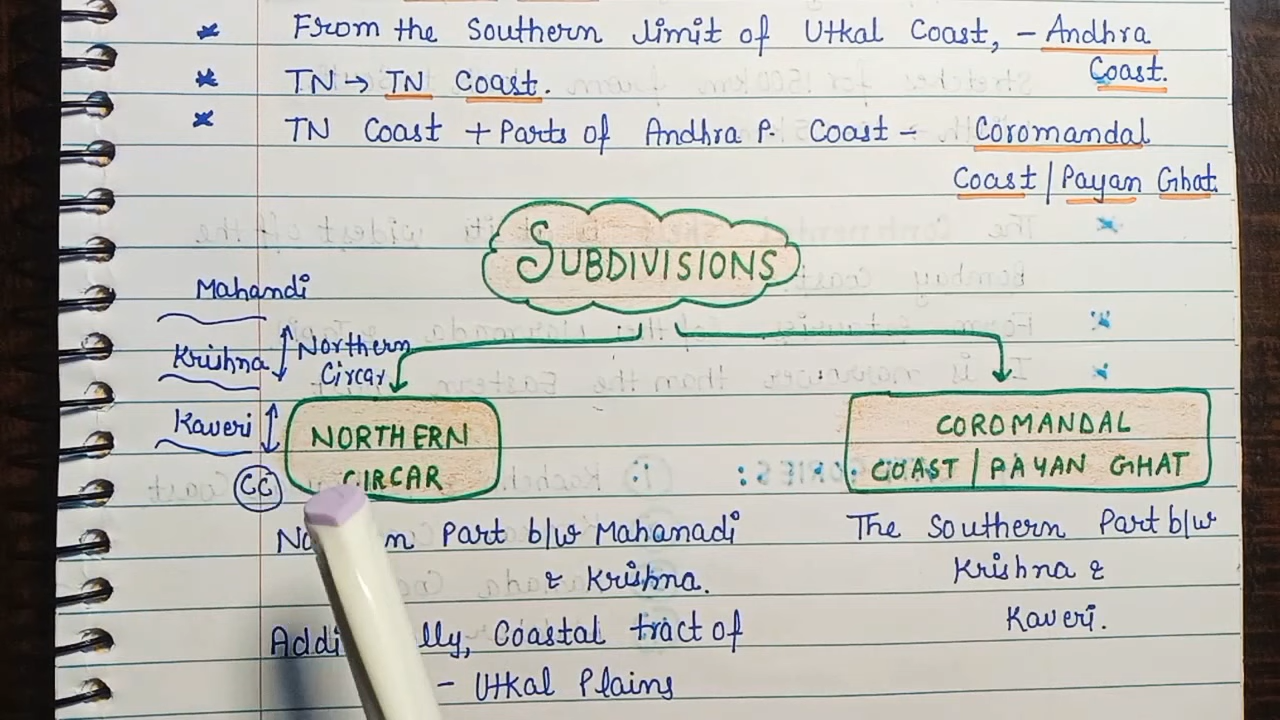 * From the Southern limit of Utkal Coast, - Andhra
Coast.
* TN → TN Coast.
* TN Coast + Parts of Andhra P. Coast - Coromandal
Coast | Payan Ghat.
SUBDIVISIONS
Mahandi
Krishna
Northern
Circar
Kaveri
CC
NORTHERN
CIRCAR
COROMANDAL
COAST | PAYAN GHAT
Part b/w Mahanadi
& Krishna.
Coastal tract of
- Utkal Plains
The Southern Part b/w
Krishna &
Kaveri.